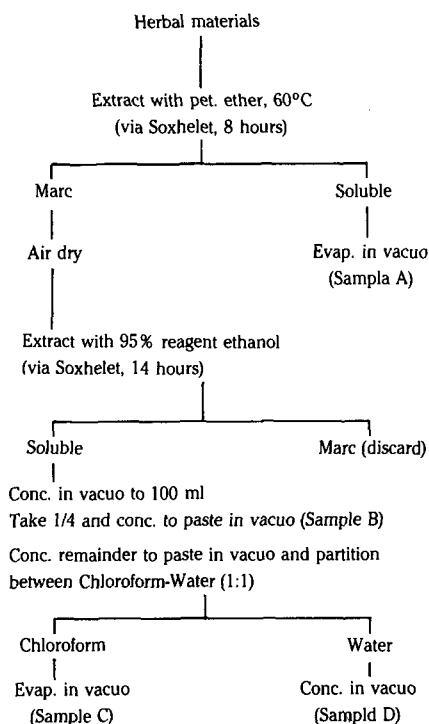 Herbal materials
Extract with pet. ether, 60°C
(via Soxhelet, 8 hours)
Marc
Soluble
Air dry
Evap. in vacuo
(Sampla A)
Extract with 95% reagent ethanol
(via Soxhelet, 14 hours)
Soluble
Marc (discard)
Conc. in vacuo to 100 ml
Take 1/4 and conc. to paste in vacuo (Sample B)
Conc. remainder to paste in vacuo and partition
between Chloroform-Water (1:1)
Chloroform
Water
Evap. in vacuo
Conc. in vacuo
(Sample C)
(Sampld D)